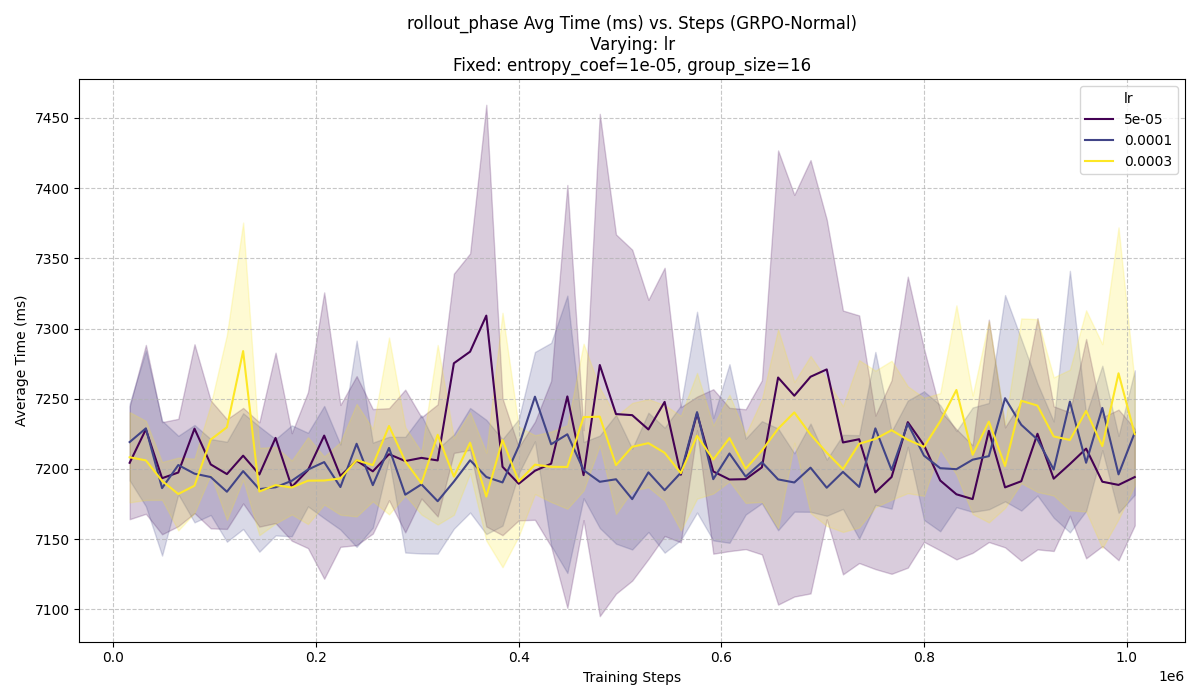 rollout_phase Avg Time (ms) vs. Steps (GRPO-Normal)
Varying: lr
Fixed: entropy_coef=1e-05, group_size=16
lr
5e-05
0.0001
0.0003
Average Time (ms)
7450
7400
7350
7300
7250
7200
7150
7100
0.0
0.2
0.4
0.6
0.8
1.0
1e6
Training Steps